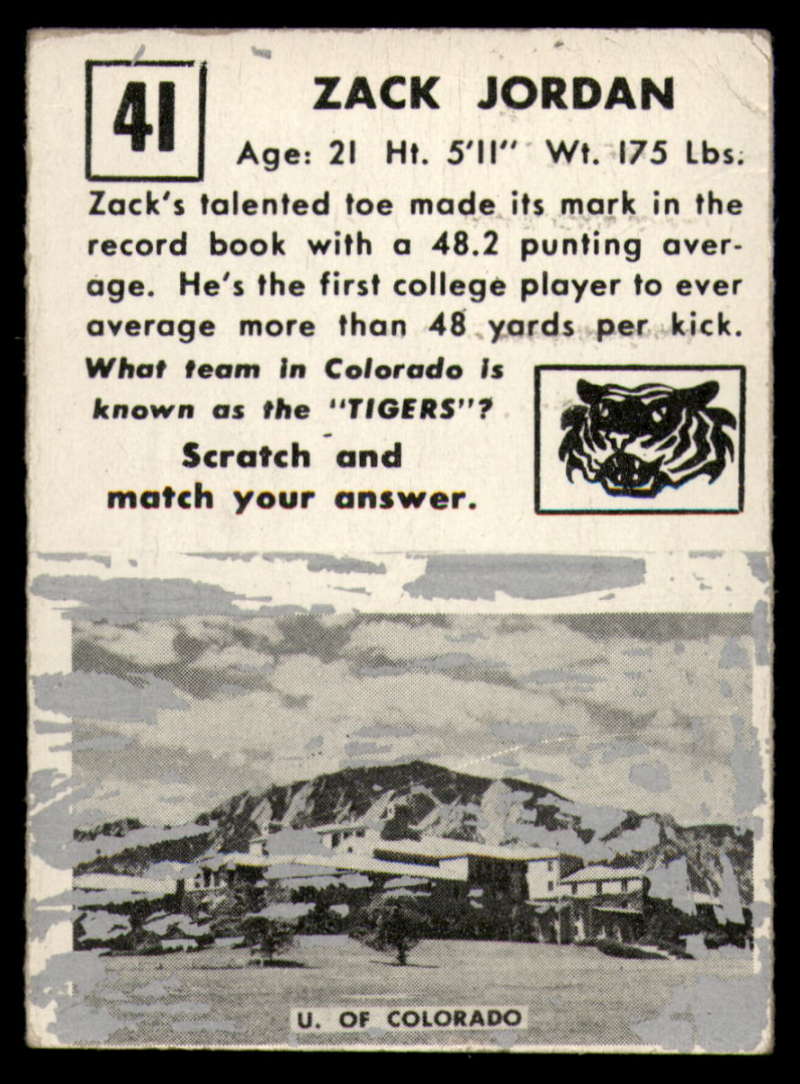 41
ZACK JORDAN
Age: 21 Ht. 5'11" Wt. 175 Lbs.
Zack's talented toe made its mark in the
record book with a 48.2 punting aver-
age. He's the first college player to ever
average more than 48 yards per kick.
What team in Colorado is
known as the "TIGERS"?
Scratch and
match your answer.
U. OF COLORADO